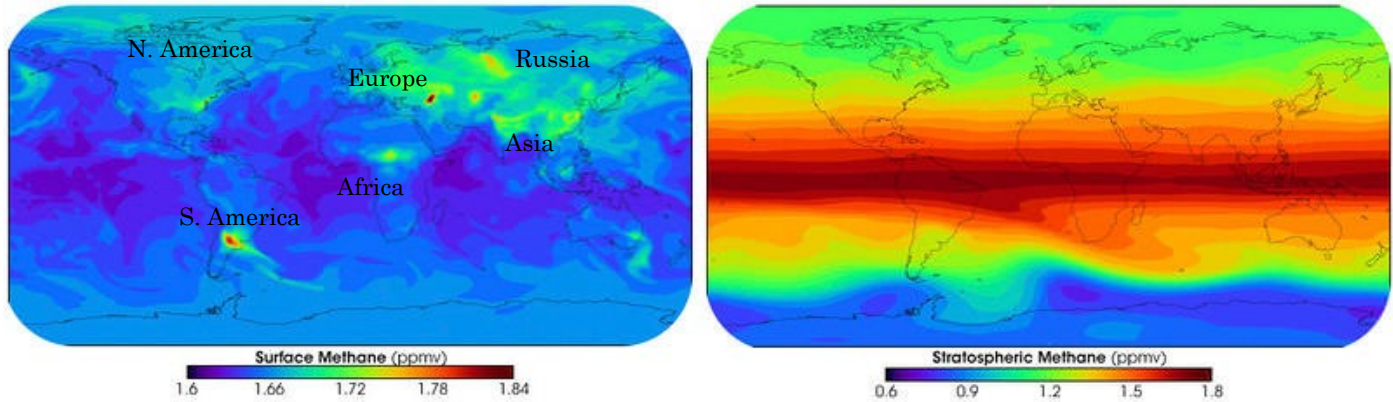 N. America
Russia
Europe
Asia
Africa
S. America
Surface Methane (ppmv)
1.6 1.66 1.72 1.78 1.84
Stratospheric Methane (ppmv)
0.6 0.9 1.2 1.5 1.8